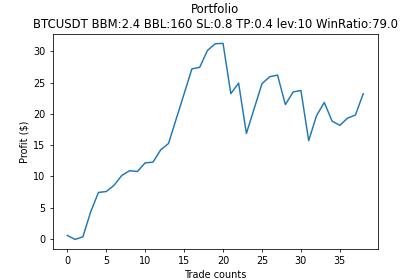 Portfolio
BTCUSDT BBM:2.4 BBL:160 SL:0.8 TP:0.4 lev:10 WinRatio:79.0
30
25
20
15
10
5
0
Profit ($)
0 5 10 15 20 25 30 35
Trade counts